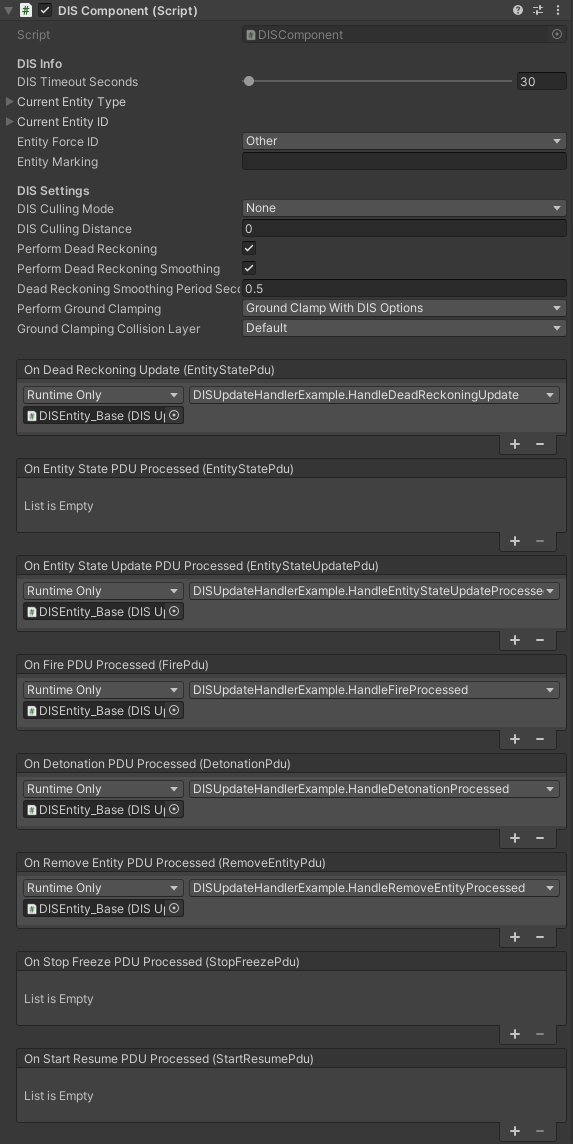 DIS Component (Script)
Script DISComponent
DIS Info
DIS Timeout Seconds 30
Current Entity Type
Current Entity ID
Entity Force ID Other
Entity Marking
DIS Settings
DIS Culling Mode None
DIS Culling Distance 0
Perform Dead Reckoning
Perform Dead Reckoning Smoothing
Dead Reckoning Smoothing Period Seco 0.5
Perform Ground Clamping Ground Clamp With DIS Options
Ground Clamping Collision Layer Default
On Dead Reckoning Update (EntityStatePdu)
Runtime Only DISUpdateHandlerExample.HandleDeadReckoningUpdate
DISEntity_Base (DIS Up
+ −
On Entity State PDU Processed (EntityStatePdu)
List is Empty
+ −
On Entity State Update PDU Processed (EntityStateUpdatePdu)
Runtime Only DISUpdateHandlerExample.HandleEntityStateUpdateProcesse
DISEntity_Base (DIS Up
+ −
On Fire PDU Processed (FirePdu)
Runtime Only DISUpdateHandlerExample.HandleFireProcessed
DISEntity_Base (DIS Up
+ −
On Detonation PDU Processed (DetonationPdu)
Runtime Only DISUpdateHandlerExample.HandleDetonationProcessed
DISEntity_Base (DIS Up
+ −
On Remove Entity PDU Processed (RemoveEntityPdu)
Runtime Only DISUpdateHandlerExample.HandleRemoveEntityProcessed
DISEntity_Base (DIS Up
+ −
On Stop Freeze PDU Processed (StopFreezePdu)
List is Empty
+ −
On Start Resume PDU Processed (StartResumePdu)
List is Empty
+ −